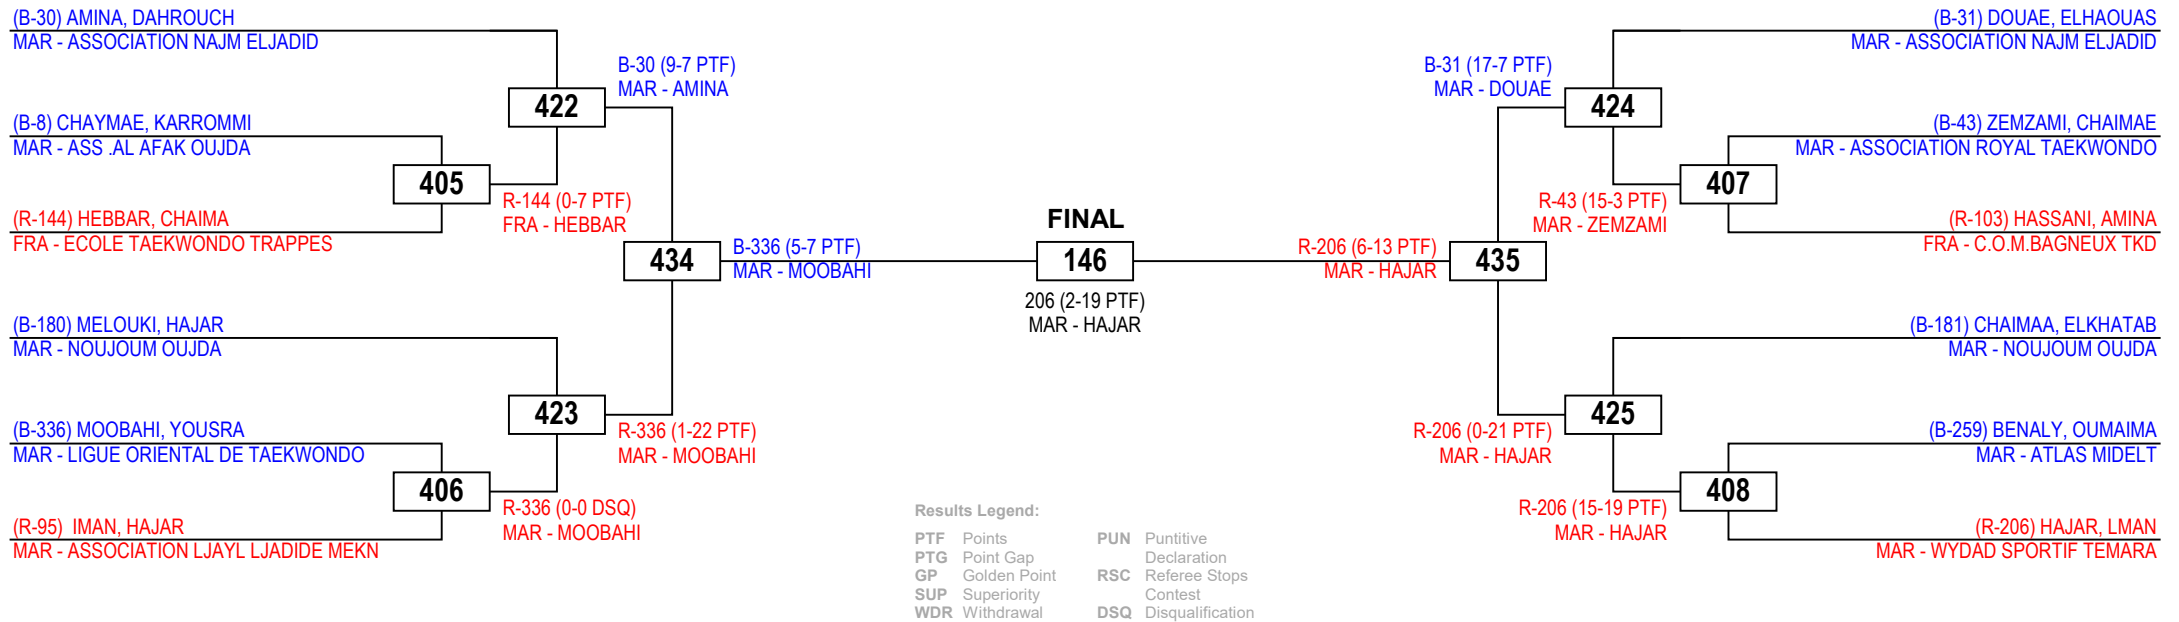 (B-30) AMINA, DAHROUCH
MAR - ASSOCIATION NAJM ELJADID
B-30 (9-7 PTF)
MAR - AMINA
422
(B-8) CHAYMAE, KARROMMI
MAR - ASS .AL AFAK OUJDA
405
R-144 (0-7 PTF)
FRA - HEBBAR
(R-144) HEBBAR, CHAIMA
FRA - ECOLE TAEKWONDO TRAPPES
434
B-336 (5-7 PTF)
MAR - MOOBAHI
(B-180) MELOUKI, HAJAR
MAR - NOUJOUM OUJDA
423
R-336 (1-22 PTF)
MAR - MOOBAHI
(B-336) MOOBAHI, YOUSRA
MAR - LIGUE ORIENTAL DE TAEKWONDO
406
R-336 (0-0 DSQ)
MAR - MOOBAHI
(R-95)  IMAN, HAJAR
MAR - ASSOCIATION LJAYL LJADIDE MEKN
FINAL
146
206 (2-19 PTF)
MAR - HAJAR
(B-31) DOUAE, ELHAOUAS
MAR - ASSOCIATION NAJM ELJADID
B-31 (17-7 PTF)
MAR - DOUAE
424
(B-43) ZEMZAMI, CHAIMAE
MAR - ASSOCIATION ROYAL TAEKWONDO
407
R-43 (15-3 PTF)
MAR - ZEMZAMI
(R-103) HASSANI, AMINA
FRA - C.O.M.BAGNEUX TKD
R-206 (6-13 PTF)
MAR - HAJAR
435
(B-181) CHAIMAA, ELKHATAB
MAR - NOUJOUM OUJDA
425
R-206 (0-21 PTF)
MAR - HAJAR
(B-259) BENALY, OUMAIMA
MAR - ATLAS MIDELT
408
R-206 (15-19 PTF)
MAR - HAJAR
(R-206) HAJAR, LMAN
MAR - WYDAD SPORTIF TEMARA
Results Legend:
PTF Points
PTG Point Gap
GP Golden Point
SUP Superiority
WDR Withdrawal
PUN Puntitive
Declaration
RSC Referee Stops
Contest
DSQ Disqualification